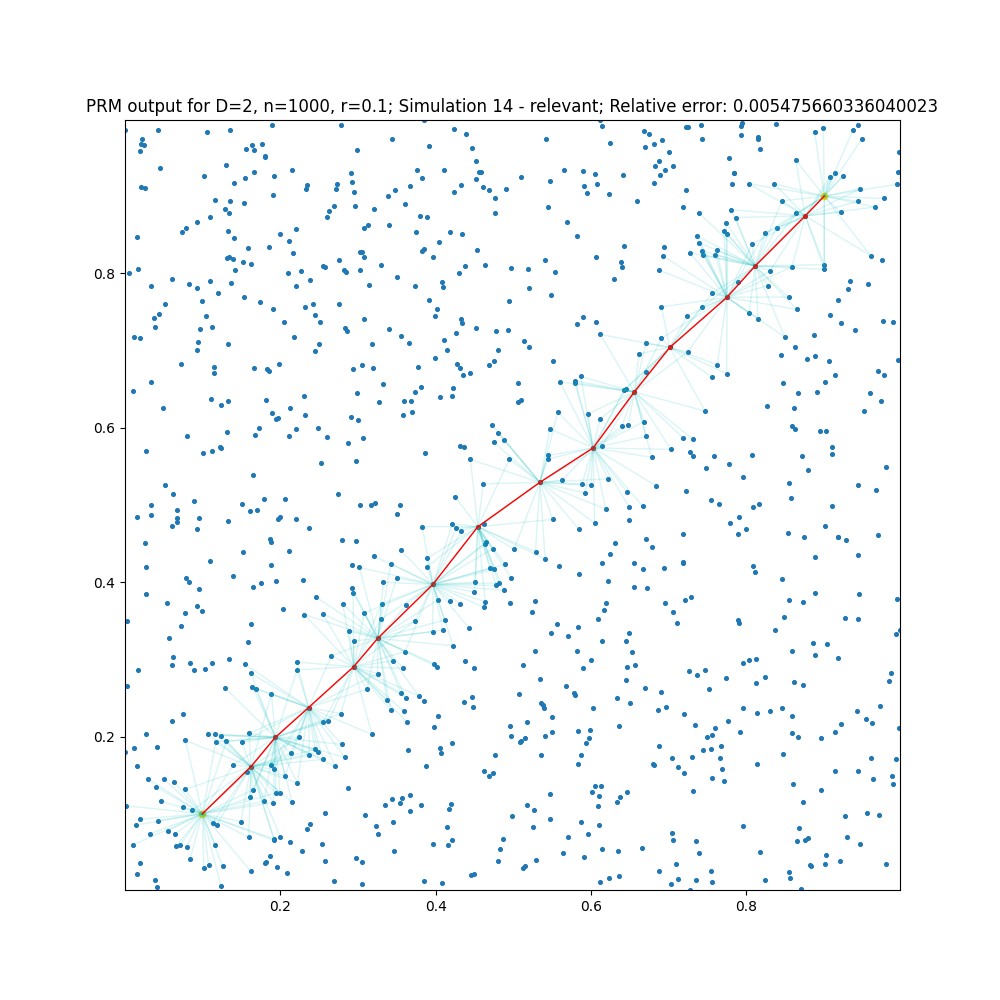 PRM output for D=2, n=1000, r=0.1; Simulation 14 - relevant; Relative error: 0.005475660336040023
0.8
0.6
0.4
0.2
0.2 0.4 0.6 0.8